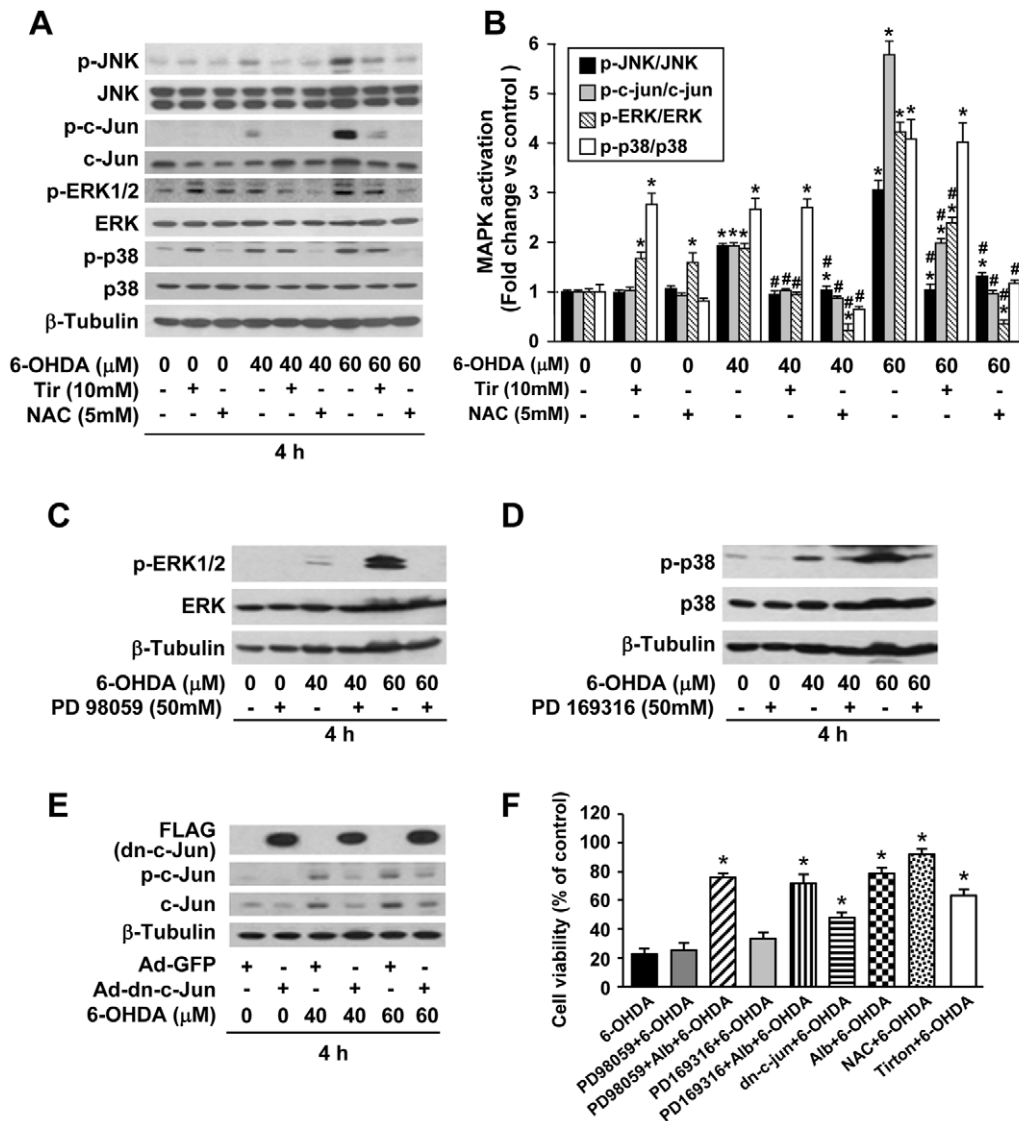 A
p-JNK
JNK
p-c-Jun
c-Jun
p-ERK1/2
ERK
p-p38
p38
β-Tubulin
6-OHDA (μM) 0 0 0 40 40 40 60 60 60
Tir (10mM) - + - - + - - + -
NAC (5mM) - - + - - + - - +
4 h
B
MAPK activation
(Fold change vs control )
6
5
4
3
2
1
0
p-JNK/JNK
p-c-jun/c-jun
p-ERK/ERK
p-p38/p38
6-OHDA (μM) 0 0 0 40 40 40 60 60 60
Tir (10mM) - + - - + - - + -
NAC (5mM) - - + - - + - - +
C
p-ERK1/2
ERK
β-Tubulin
6-OHDA (μM) 0 0 40 40 60 60
PD 98059 (50mM) - + - + - +
4 h
D
p-p38
p38
β-Tubulin
6-OHDA (μM) 0 0 40 40 60 60
PD 169316 (50mM) - + - + - +
4 h
E
FLAG
(dn-c-Jun)
p-c-Jun
c-Jun
β-Tubulin
Ad-GFP + - + - + -
Ad-dn-c-Jun - + - + - +
6-OHDA (μM) 0 0 40 40 60 60
4 h
F
Cell viability (% of control)
120
100
80
60
40
20
0
6-OHDA
PD98059+6-OHDA
PD98059+Alb+6-OHDA
PD169316+6-OHDA
PD169316+Alb+6-OHDA
dn-c-jun+6-OHDA
Alb+6-OHDA
NAC+6-OHDA
Tirton+6-OHDA